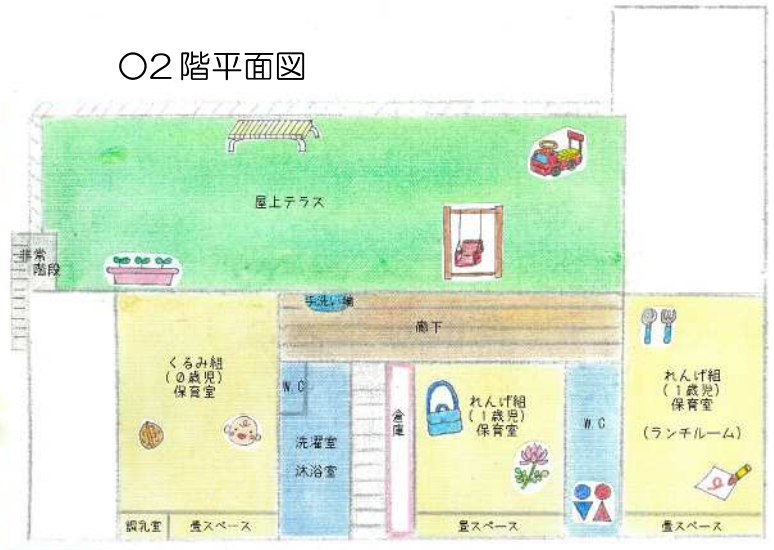 〇2階平面図
屋上テラス
非常
階段
手洗い場
廊下
くるみ組
(0歳児)
保育室
W.C
洗濯室
沐浴室
倉庫
れんげ組
(1歳児)
保育室
W.C
れんげ組
(1歳児)
保育室
(ランチルーム)
調乳室
畳スペース
畳スペース
畳スペース